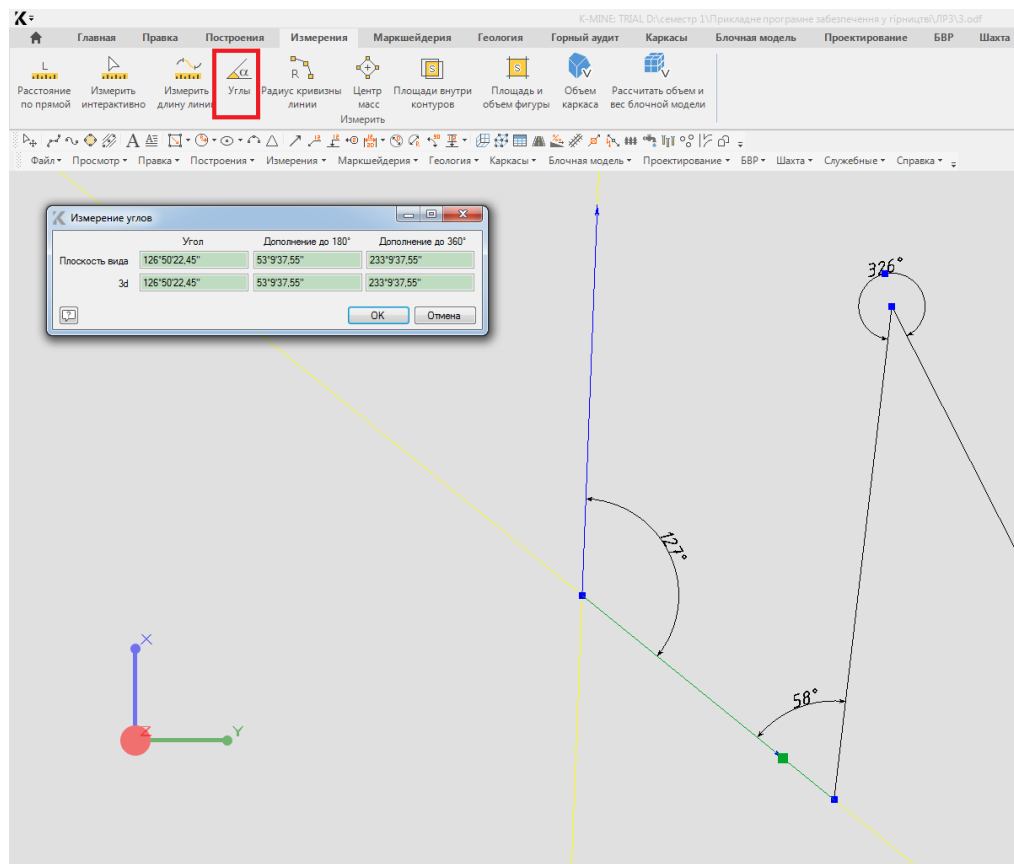 K-MINE: TRIAL D:\семестр 1\Прикладне програмне забезпечення у гірництві\ЛР3\3.odf
Главная Правка Построения Измерения Маркшейдерия Геология Горный аудит Каркасы Блочная модель Проектирование БВР Шахта
Расстояние по прямой
Измерить интерактивно
Измерить длину линии
Углы
Радиус кривизны линии
Центр масс
Площади внутри контуров
Площадь и объем фигуры
Объем каркаса
Рассчитать объем и вес блочной модели
Измерить
Файл Просмотр Правка Построения Измерения Маркшейдерия Геология Каркасы Блочная модель Проектирование БВР Шахта Служебные Справка
Измерение углов
Угол Дополнение до 180° Дополнение до 360°
Плоскость вида 126°50'22,45" 53°9'37,55" 233°9'37,55"
3d 126°50'22,45" 53°9'37,55" 233°9'37,55"
OK Отмена
326°
127°
58°
X
Z
Y